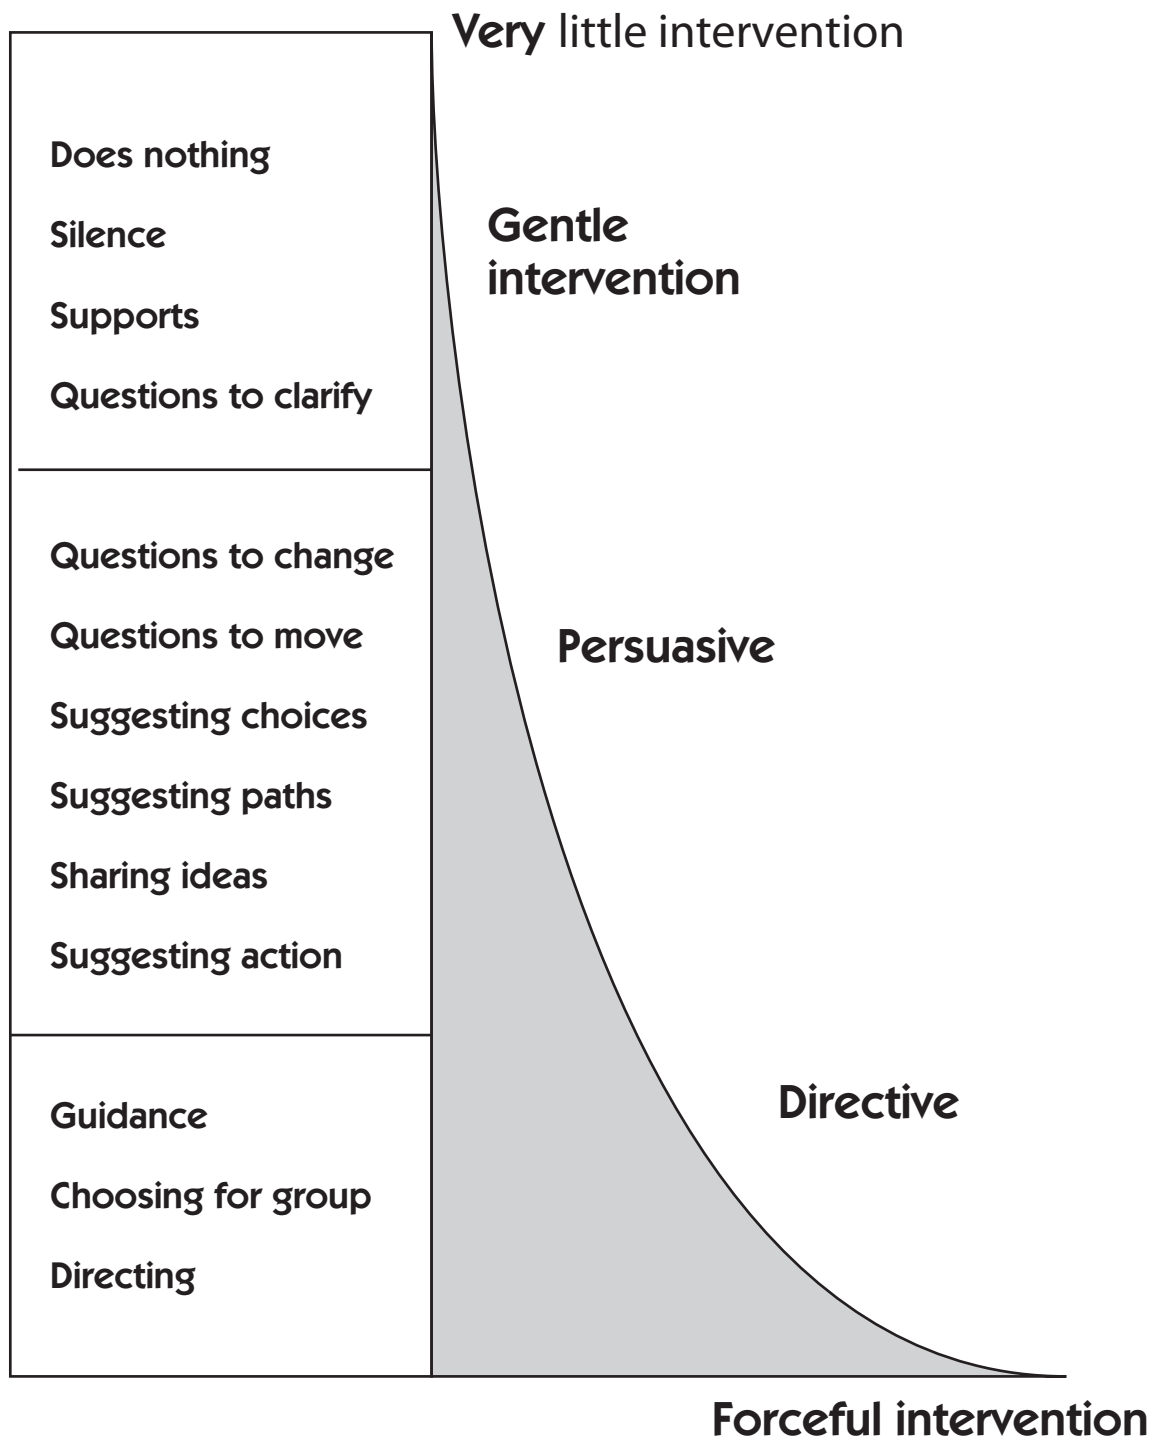 Very little intervention
Does nothing
Silence
Supports
Questions to clarify
Gentle
intervention
Questions to change
Questions to move
Suggesting choices
Suggesting paths
Sharing ideas
Suggesting action
Persuasive
Guidance
Choosing for group
Directing
Directive
Forceful intervention